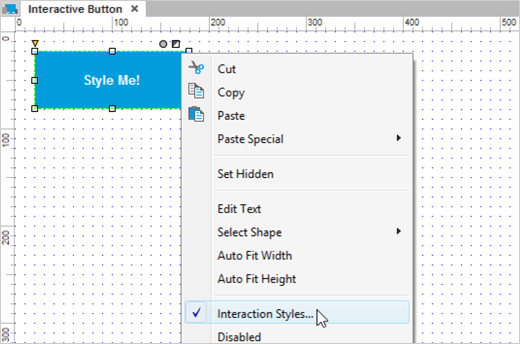 Interactive Button
0 100 200 300 400 500
0
Style Me!
Cut
Copy
Paste
100
Paste Special
Set Hidden
Edit Text
Select Shape
200
Auto Fit Width
Auto Fit Height
Interaction Styles...
300
Disabled